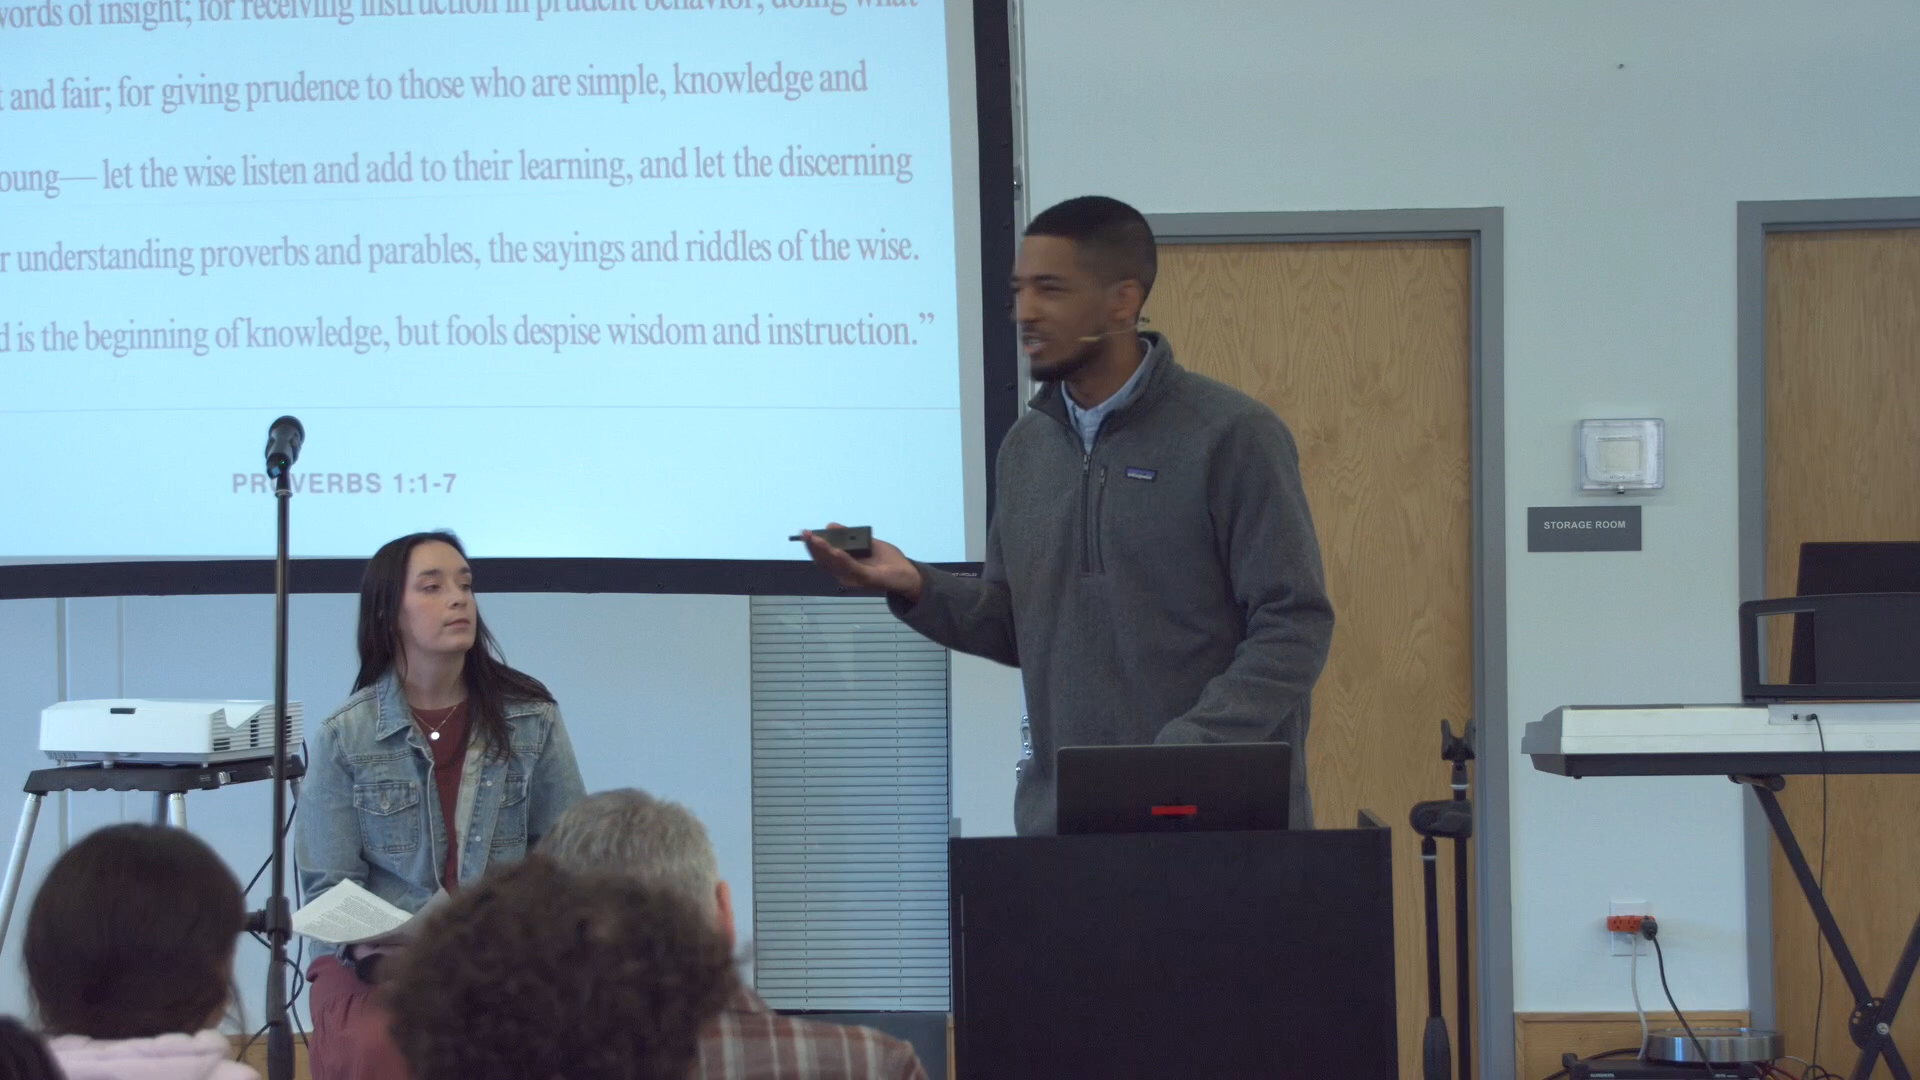 words of insight; for receiving instruction in prudent behavior, doing what
and fair; for giving prudence to those who are simple, knowledge and
oung— let the wise listen and add to their learning, and let the discerning
r understanding proverbs and parables, the sayings and riddles of the wise.
d is the beginning of knowledge, but fools despise wisdom and instruction.”
PROVERBS 1:1-7
patagonia
STORAGE ROOM